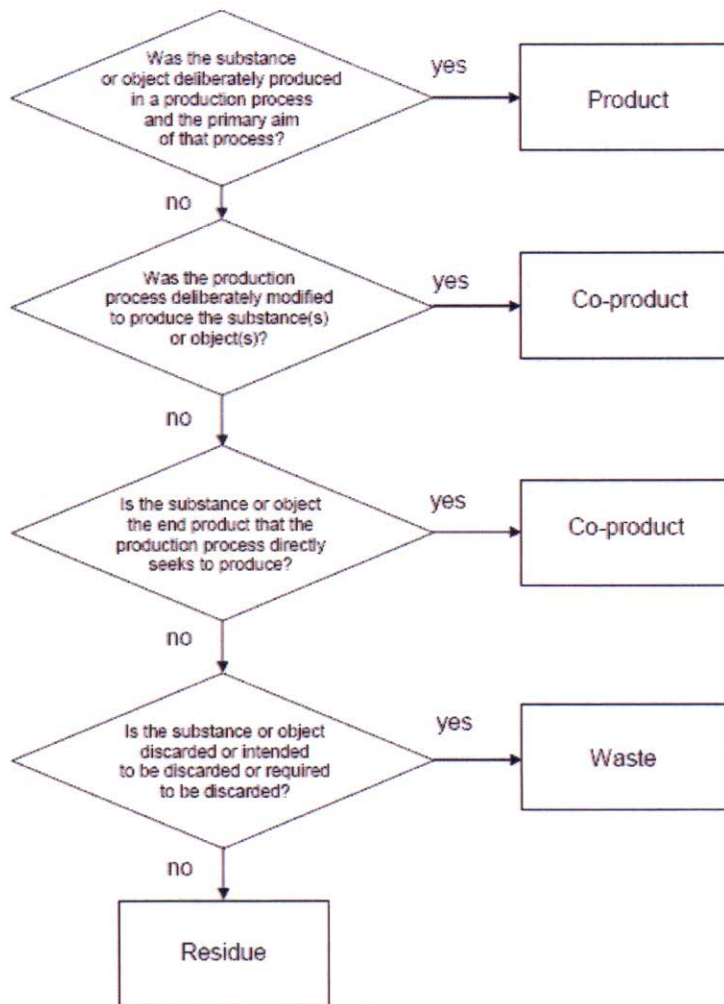 Was the substance
or object deliberately produced
in a production process
and the primary aim
of that process?
yes
Product
no
Was the production
process deliberately modified
to produce the substance(s)
or object(s)?
yes
Co-product
no
Is the substance or object
the end product that the
production process directly
seeks to produce?
yes
Co-product
no
Is the substance or object
discarded or intended
to be discarded or required
to be discarded?
yes
Waste
no
Residue